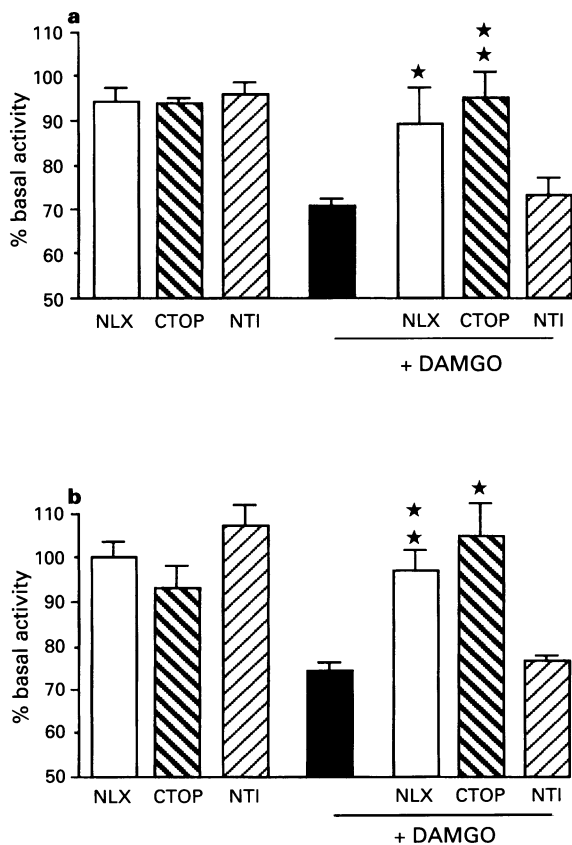 a
110
100
90
80
70
60
50
% basal activity
NLX CTOP NTI NLX CTOP NTI
+ DAMGO
b
110
100
90
80
70
60
50
% basal activity
NLX CTOP NTI NLX CTOP NTI
+ DAMGO